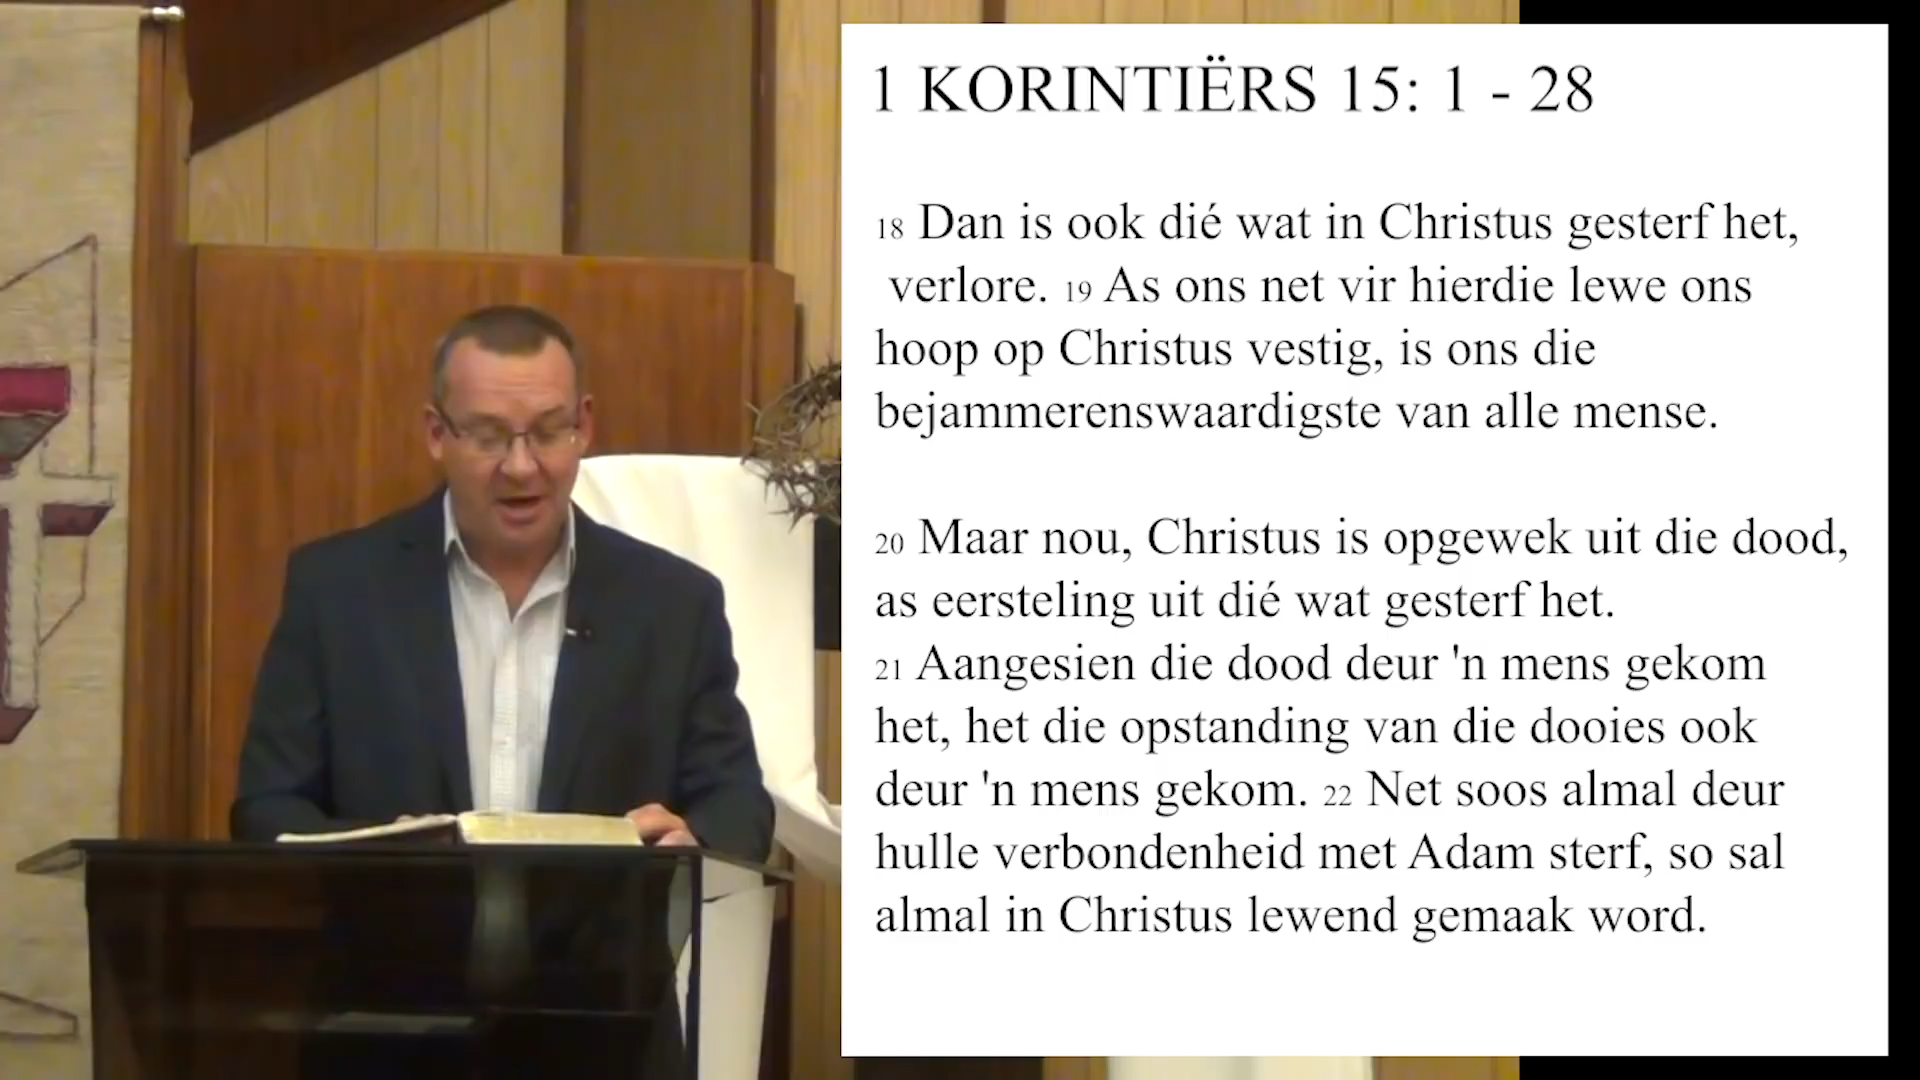 1 KORINTIËRS 15: 1 - 28
18 Dan is ook dié wat in Christus gesterf het,
verlore. 19 As ons net vir hierdie lewe ons
hoop op Christus vestig, is ons die
bejammerenswaardigste van alle mense.
20 Maar nou, Christus is opgewek uit die dood,
as eersteling uit dié wat gesterf het.
21 Aangesien die dood deur 'n mens gekom
het, het die opstanding van die dooies ook
deur 'n mens gekom. 22 Net soos almal deur
hulle verbondenheid met Adam sterf, so sal
almal in Christus lewend gemaak word.